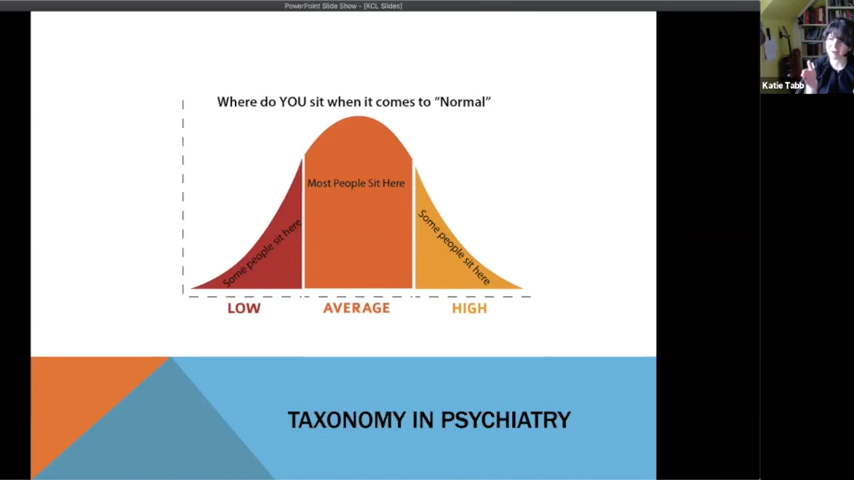 PowerPoint Slide Show - [KCL Slides]
Katie Tabb
Where do YOU sit when it comes to “Normal”
Most People Sit Here
Some people sit here
Some people sit here
LOW
AVERAGE
HIGH
TAXONOMY IN PSYCHIATRY